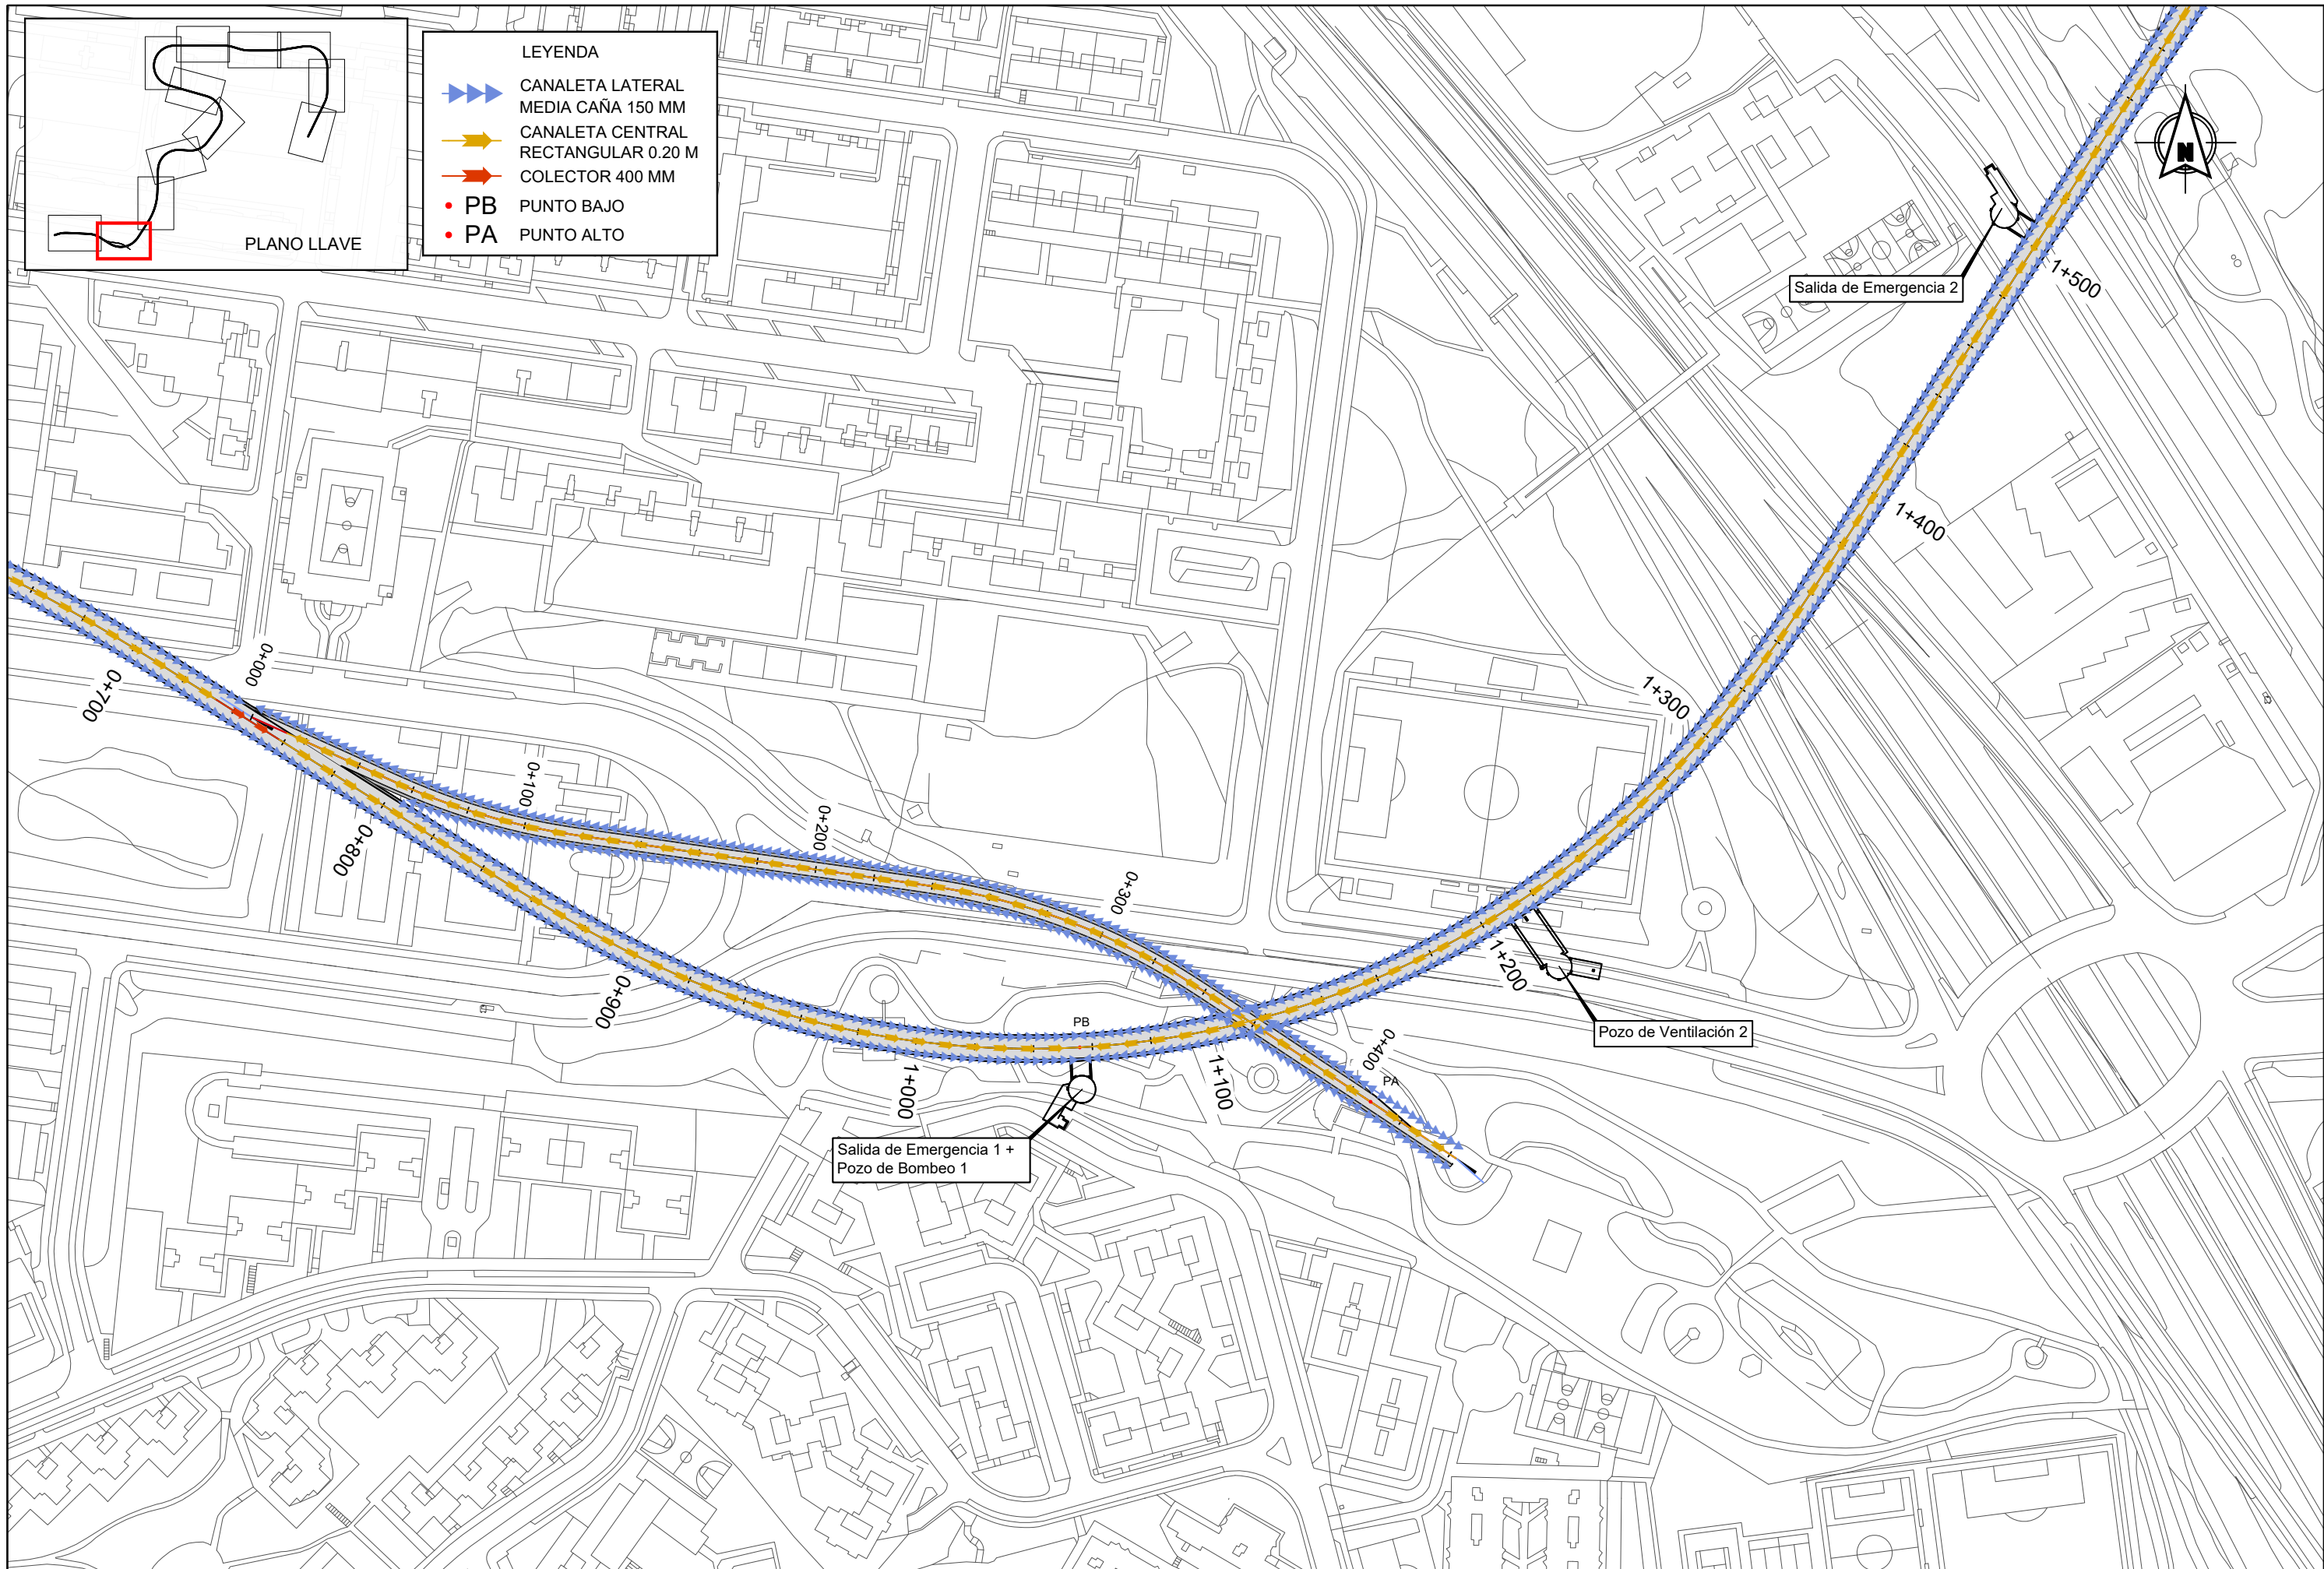 PLANO LLAVE
LEYENDA
CANALETA LATERAL
MEDIA CAÑA 150 MM
CANALETA CENTRAL
RECTANGULAR 0.20 M
COLECTOR 400 MM
PB PUNTO BAJO
PA PUNTO ALTO
N
Salida de Emergencia 2
1+500
1+400
1+300
0+000
0+700
0+100
0+200
0+800
0+300
0+900
1+200
Pozo de Ventilación 2
PB
0+400
PA
1+000
1+100
Salida de Emergencia 1 +
Pozo de Bombeo 1